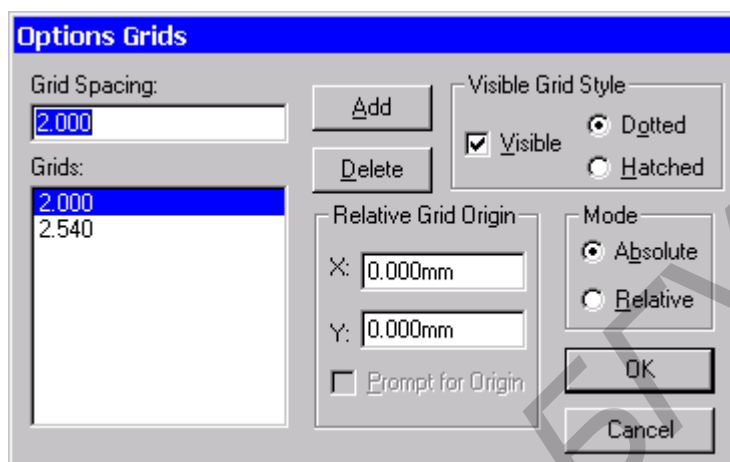 Options Grids
Grid Spacing:
2.000
Grids:
2.000
2.540
Add
Delete
Visible Grid Style
Visible
Dotted
Hatched
Relative Grid Origin
X: 0.000mm
Y: 0.000mm
Prompt for Origin
Mode
Absolute
Relative
OK
Cancel